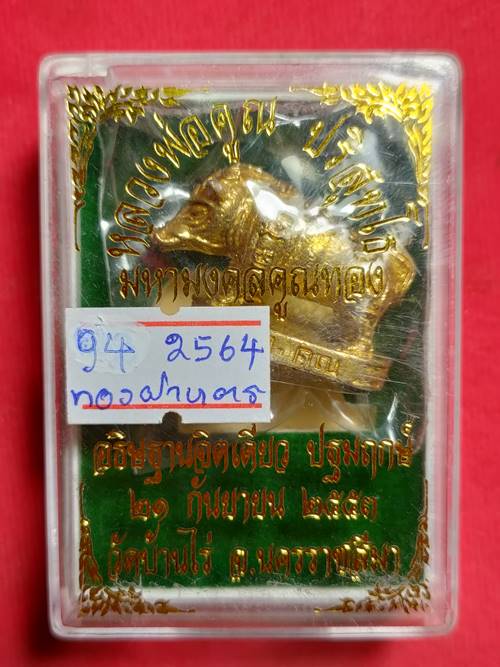 หลวงพ่อคูณ ปริสุทโธ
มหามงคลคูณทอง
94 2564
ทองฝาบาตร
คูณ
อธิษฐานจิตเดียว ปฐมฤกษ์
๒๑ กันยายน ๒๕๕๓
วัดบ้านไร่ จ.นครราชสีมา